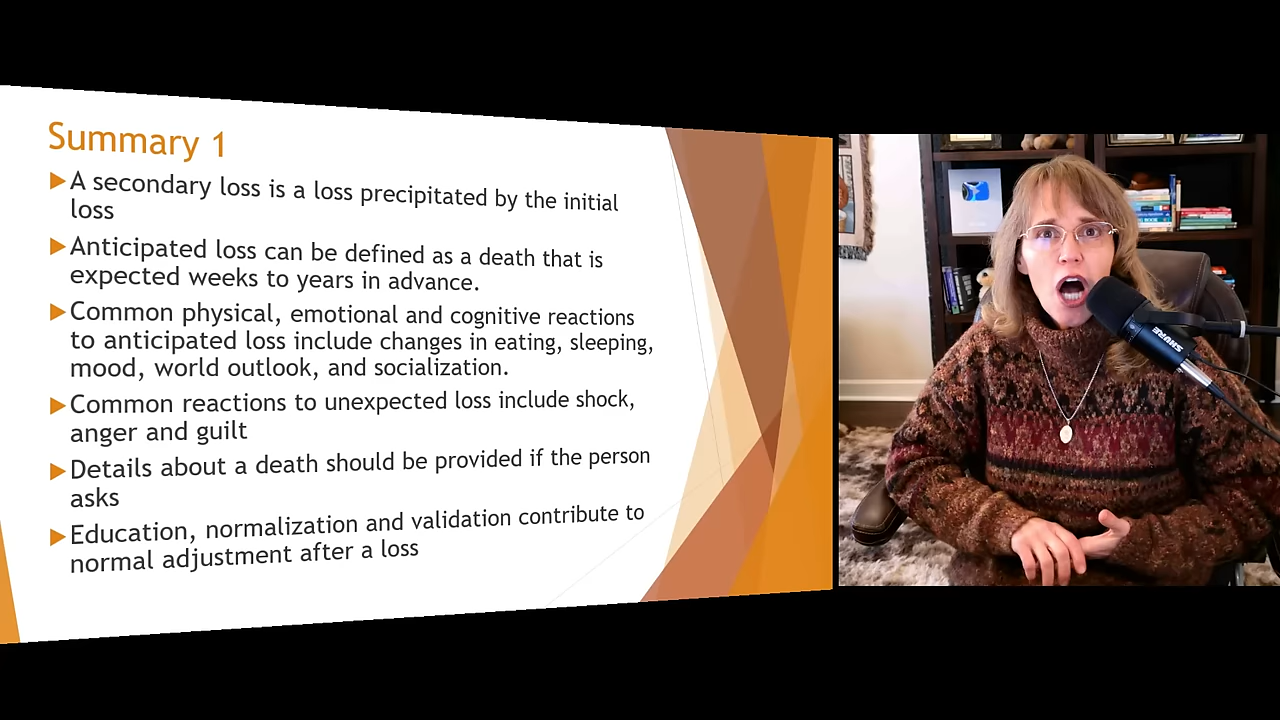 Summary 1
A secondary loss is a loss precipitated by the initial
loss
Anticipated loss can be defined as a death that is
expected weeks to years in advance.
Common physical, emotional and cognitive reactions
to anticipated loss include changes in eating, sleeping,
mood, world outlook, and socialization.
Common reactions to unexpected loss include shock,
anger and guilt
Details about a death should be provided if the person
asks
Education, normalization and validation contribute to
normal adjustment after a loss
SHURE